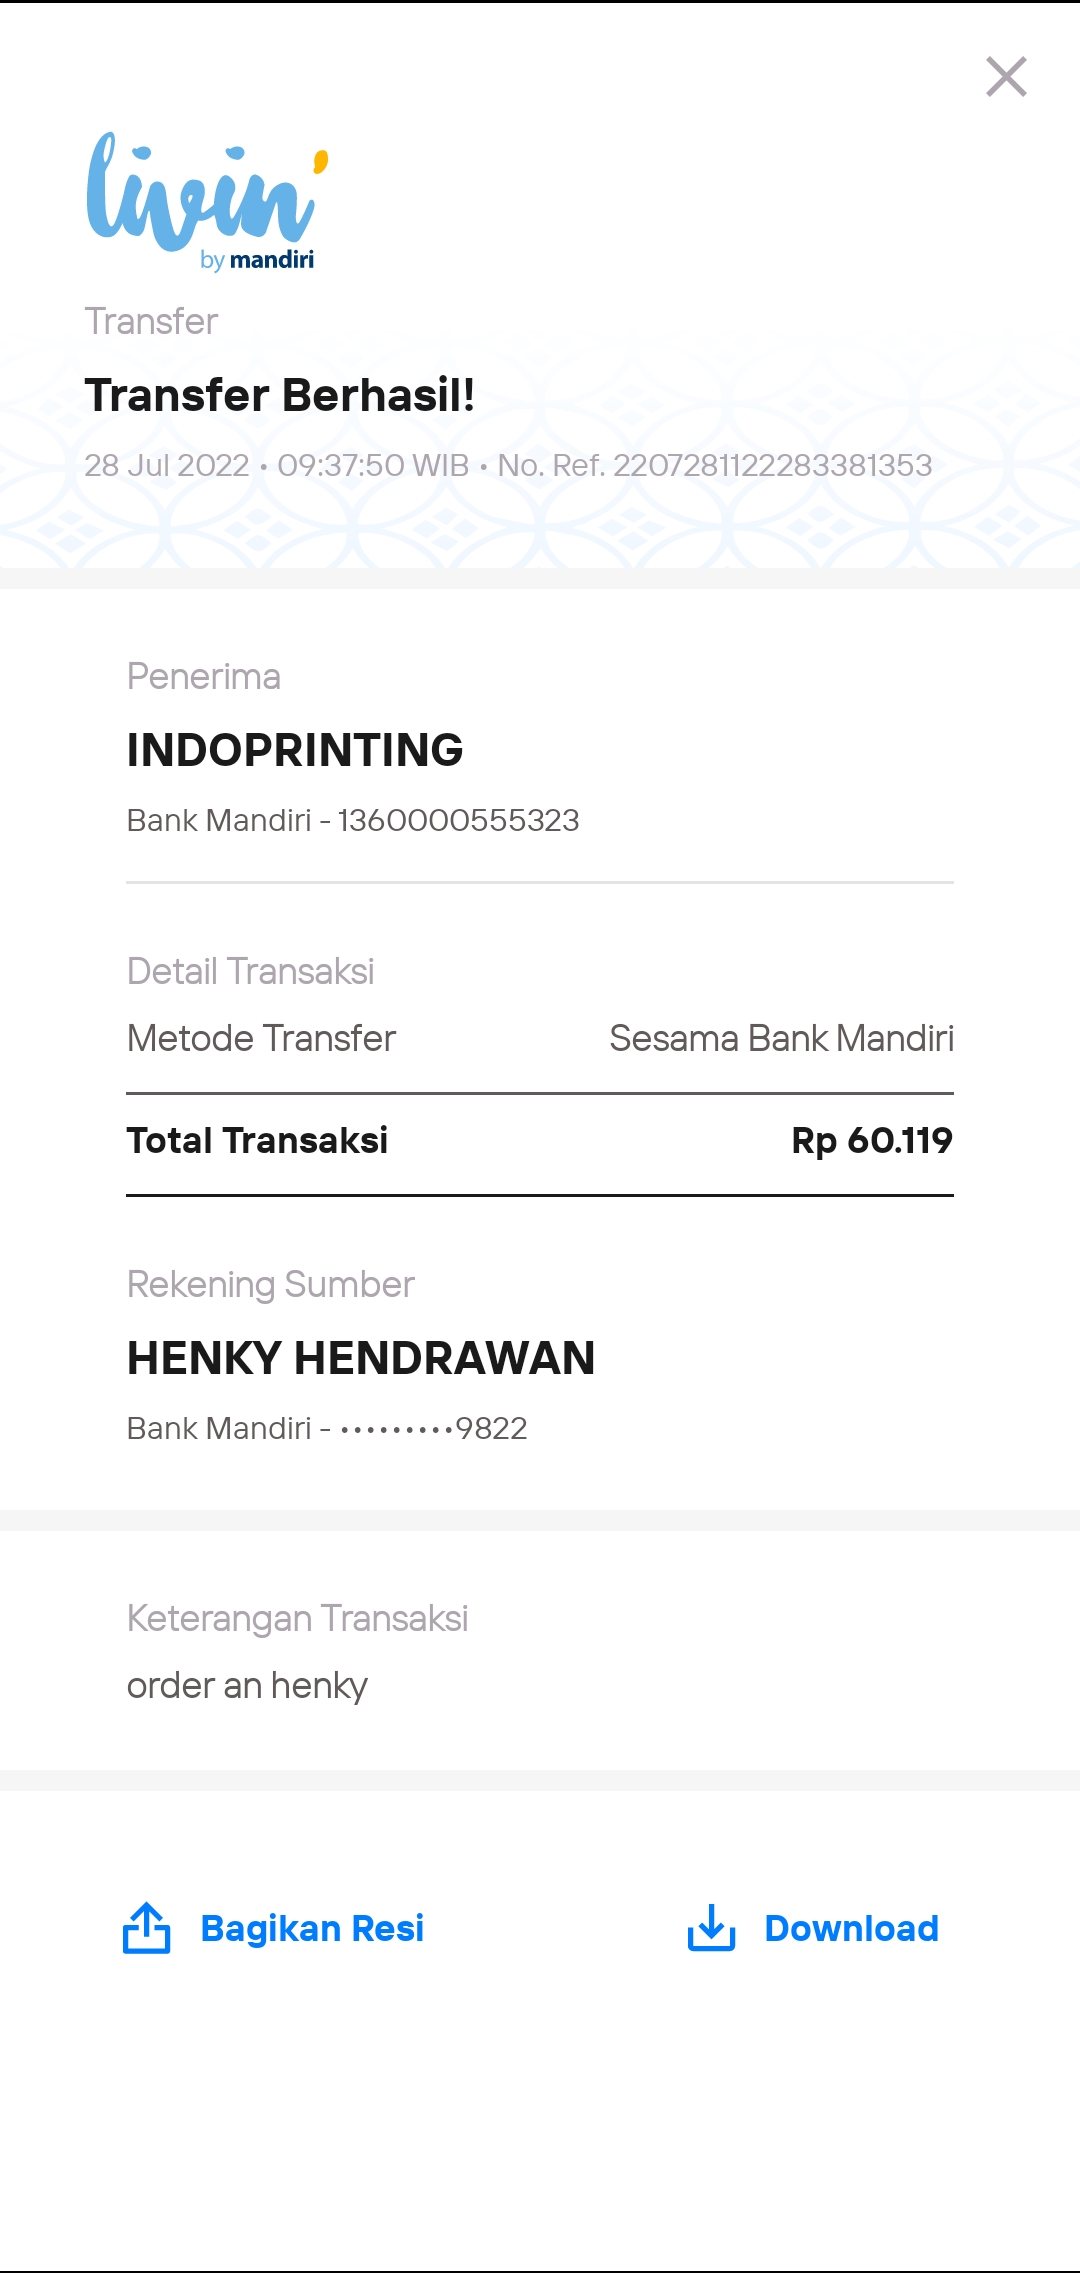 livin'
by mandiri
Transfer
Transfer Berhasil!
28 Jul 2022 • 09:37:50 WIB • No. Ref. 2207281122283381353
Penerima
INDOPRINTING
Bank Mandiri - 1360000555323
Detail Transaksi
Metode Transfer Sesama Bank Mandiri
Total Transaksi Rp 60.119
Rekening Sumber
HENKY HENDRAWAN
Bank Mandiri - •••••••••9822
Keterangan Transaksi
order an henky
Bagikan Resi Download